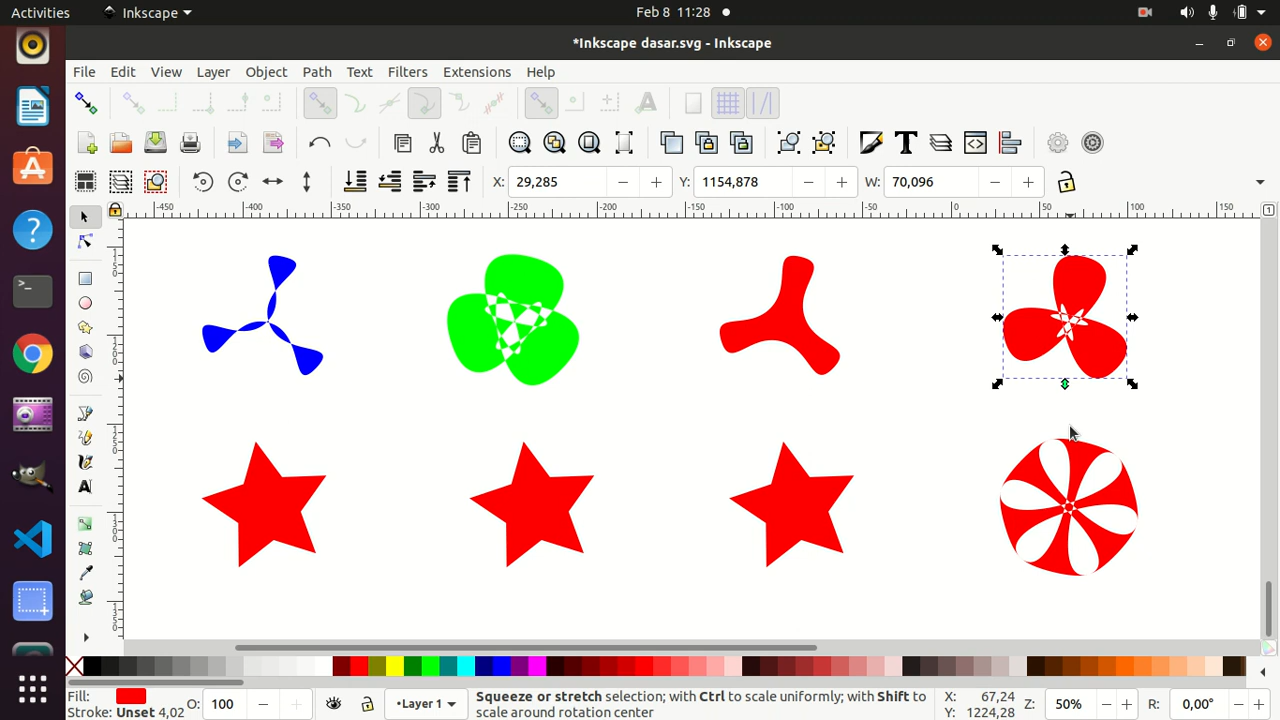 Activities
Inkscape
Feb 8 11:28
*Inkscape dasar.svg - Inkscape
File Edit View Layer Object Path Text Filters Extensions Help
X: 29,285 Y: 1154,878 W: 70,096
-450 -400 -350 -300 -250 -200 -150 -100 -50 0 50 100 150
1
Fill:
Stroke: Unset 4,02
O: 100
•Layer 1
Squeeze or stretch selection; with Ctrl to scale uniformly; with Shift to scale around rotation center
X: 67,24
Y: 1224,28
Z: 50%
R: 0,00°